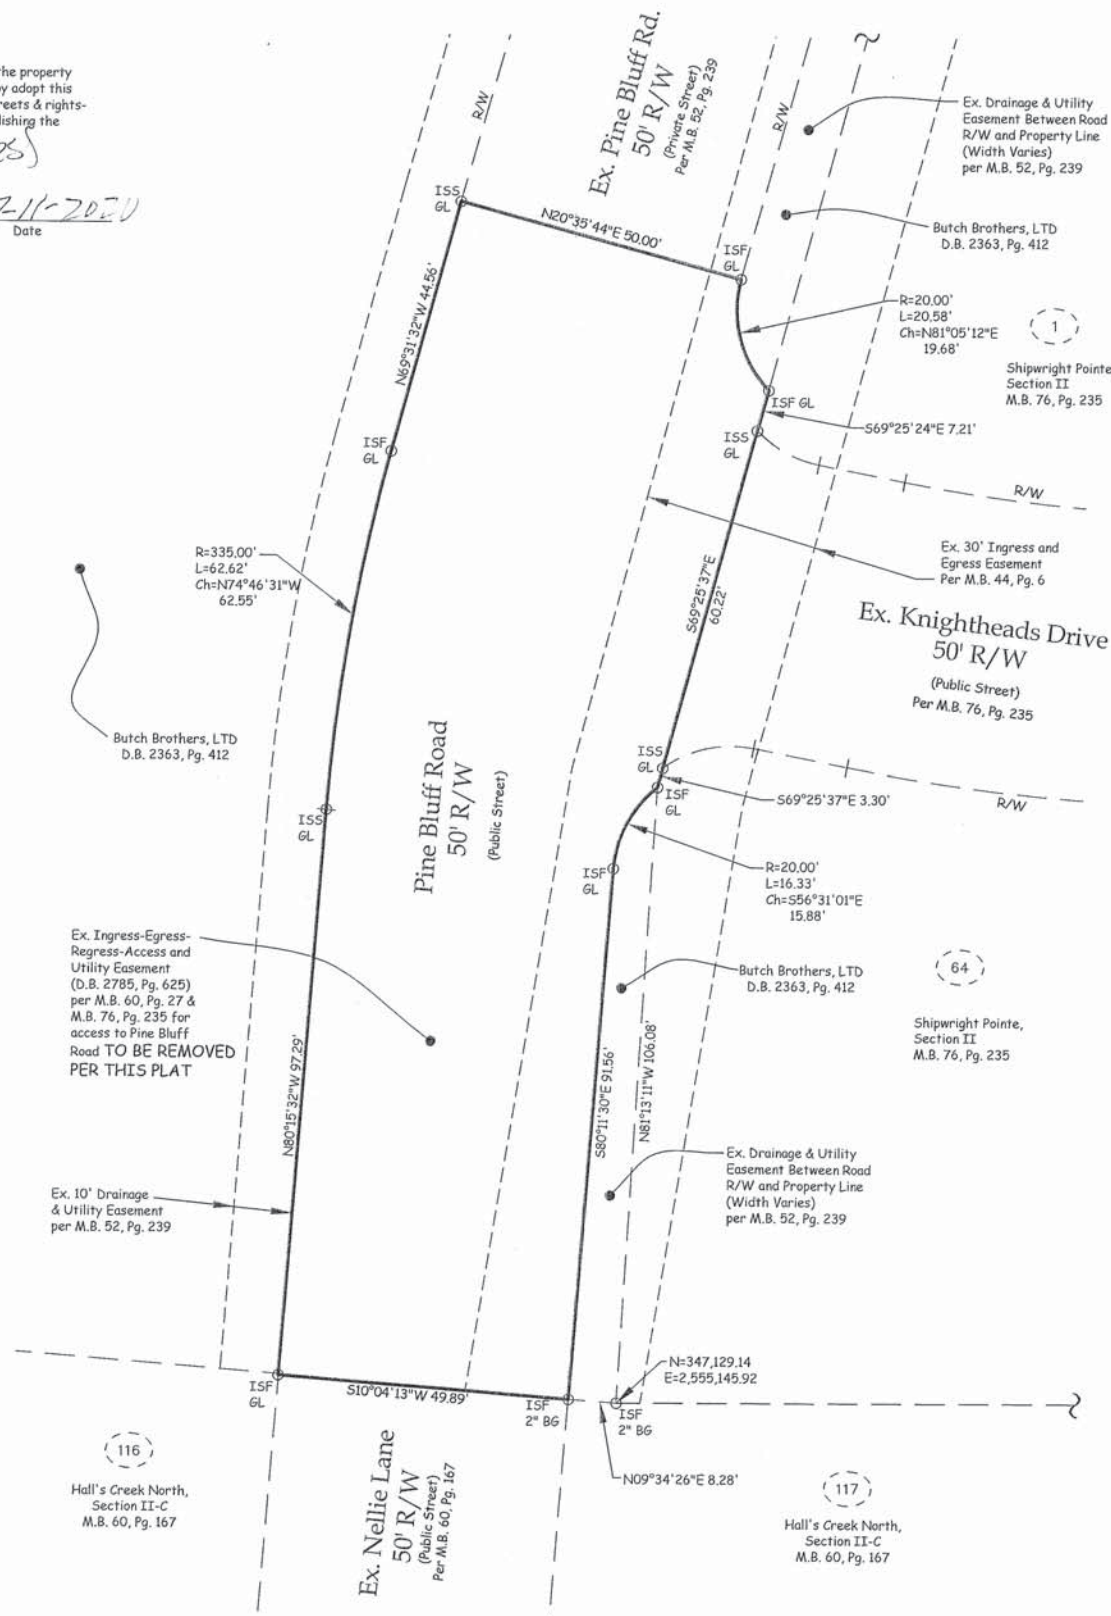 the property
by adopt this
reets & rights-
lishing the
-11-2020
Date
R/W
Ex. Pine Bluff Rd.
50' R/W
(Private Street)
Per M.B. 52, Pg. 239
R/W
Ex. Drainage & Utility
Easement Between Road
R/W and Property Line
(Width Varies)
per M.B. 52, Pg. 239
ISS
GL
N20°35'44"E 50.00'
ISF
GL
Butch Brothers, LTD
D.B. 2363, Pg. 412
N69°31'32"W 44.56'
R=20.00'
L=20.58'
Ch=N81°05'12"E
19.68'
1
Shipwright Pointe
Section II
M.B. 76, Pg. 235
ISF GL
S69°25'24"E 7.21'
ISS
GL
ISF
GL
R/W
R=335.00'
L=62.62'
Ch=N74°46'31"W
62.55'
S69°25'37"E
60.22'
Ex. 30' Ingress and
Egress Easement
Per M.B. 44, Pg. 6
Ex. Knightheads Drive
50' R/W
(Public Street)
Per M.B. 76, Pg. 235
Butch Brothers, LTD
D.B. 2363, Pg. 412
Pine Bluff Road
50' R/W
(Public Street)
ISS
GL
ISF
GL
S69°25'37"E 3.30'
R/W
ISS
GL
ISF
GL
R=20.00'
L=16.33'
Ch=S56°31'01"E
15.88'
Ex. Ingress-Egress-
Regress-Access and
Utility Easement
(D.B. 2785, Pg. 625)
per M.B. 60, Pg. 27 &
M.B. 76, Pg. 235 for
access to Pine Bluff
Road TO BE REMOVED
PER THIS PLAT
Butch Brothers, LTD
D.B. 2363, Pg. 412
64
Shipwright Pointe,
Section II
M.B. 76, Pg. 235
N80°15'32"W 97.29'
S80°11'30"E 91.56'
N81°13'11"W 106.08'
Ex. Drainage & Utility
Easement Between Road
R/W and Property Line
(Width Varies)
per M.B. 52, Pg. 239
Ex. 10' Drainage
& Utility Easement
per M.B. 52, Pg. 239
N=347,129.14
E=2,555,145.92
ISF
GL
S10°04'13"W 49.89'
ISF
2" BG
ISF
2" BG
N09°34'26"E 8.28'
116
Hall's Creek North,
Section II-C
M.B. 60, Pg. 167
Ex. Nellie Lane
50' R/W
(Public Street)
Per M.B. 60, Pg. 167
117
Hall's Creek North,
Section II-C
M.B. 60, Pg. 167